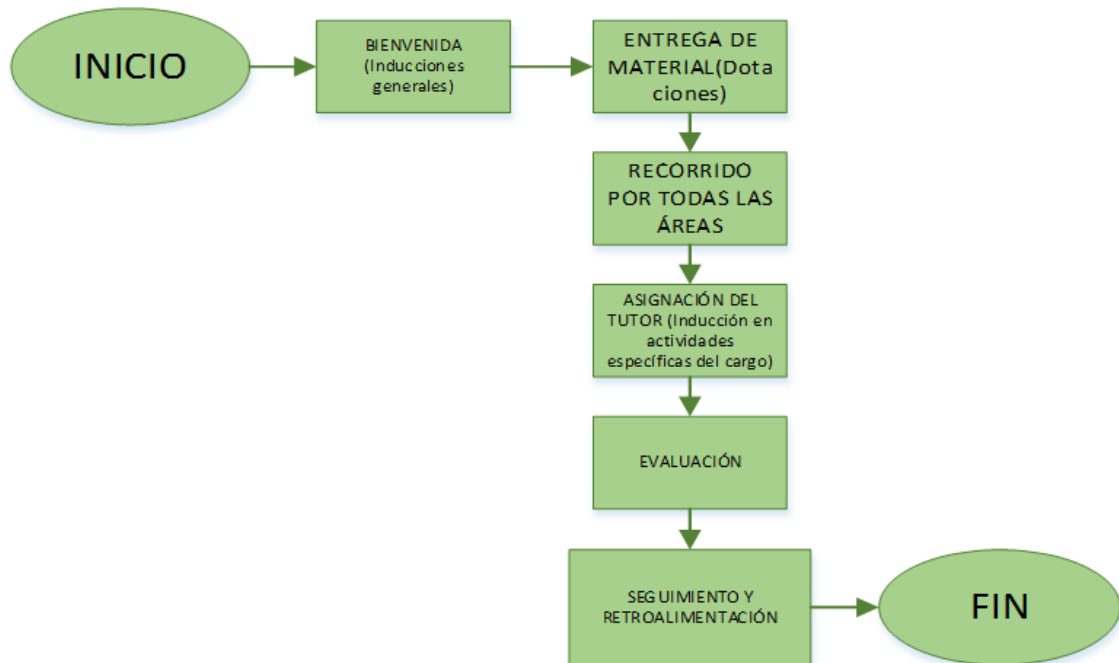 INICIO
BIENVENIDA
(Inducciones
generales)
ENTREGA DE
MATERIAL(Dota
ciones)
RECORRIDO
POR TODAS LAS
ÁREAS
ASIGNACIÓN DEL
TUTOR (Inducción en
actividades
específicas del cargo)
EVALUACIÓN
SEGUIMIENTO Y
RETROALIMENTACIÓN
FIN